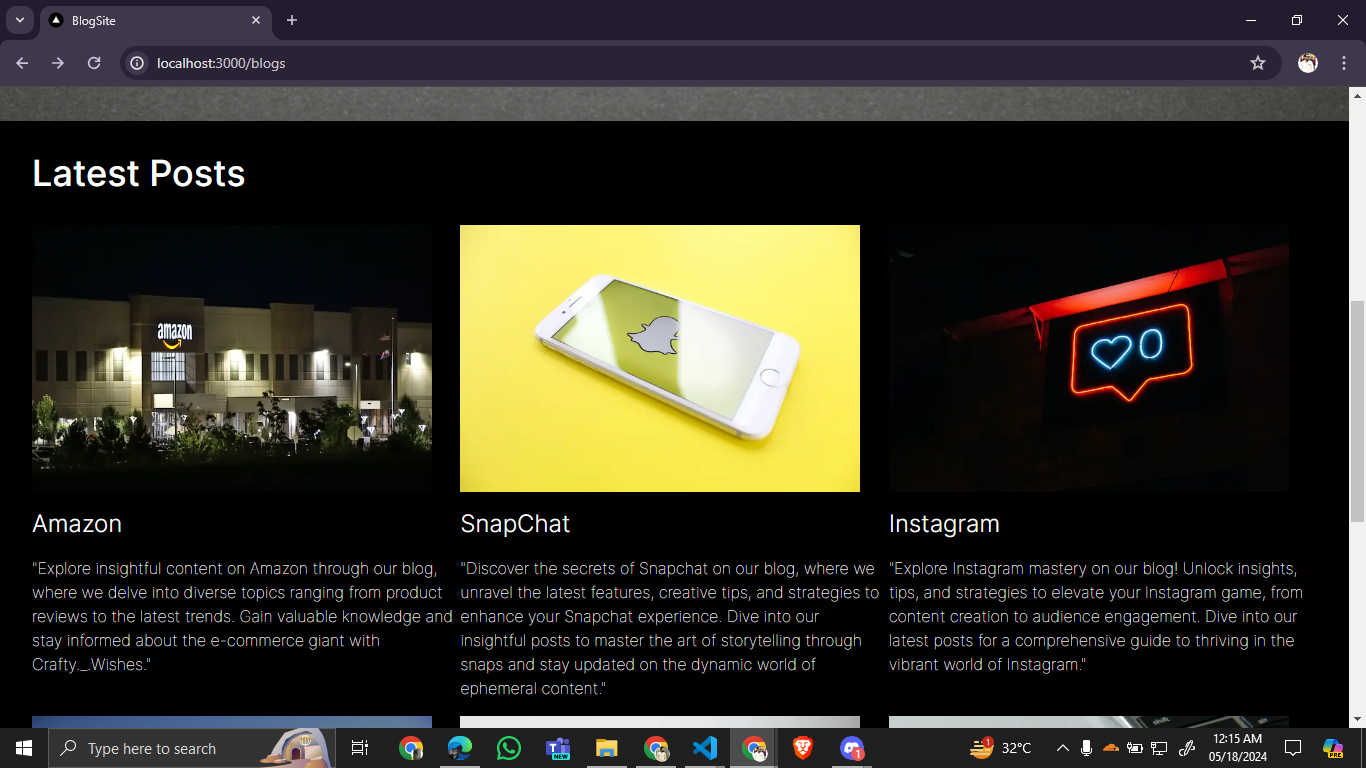 BlogSite
localhost:3000/blogs
Latest Posts
amazon
0
Amazon
"Explore insightful content on Amazon through our blog,
where we delve into diverse topics ranging from product
reviews to the latest trends. Gain valuable knowledge and
stay informed about the e-commerce giant with
Crafty._.Wishes."
SnapChat
"Discover the secrets of Snapchat on our blog, where we
unravel the latest features, creative tips, and strategies to
enhance your Snapchat experience. Dive into our
insightful posts to master the art of storytelling through
snaps and stay updated on the dynamic world of
ephemeral content."
Instagram
"Explore Instagram mastery on our blog! Unlock insights,
tips, and strategies to elevate your Instagram game, from
content creation to audience engagement. Dive into our
latest posts for a comprehensive guide to thriving in the
vibrant world of Instagram."
shift
Type here to search
NEW
1
32°C
1
12:15 AM
05/18/2024
PRE